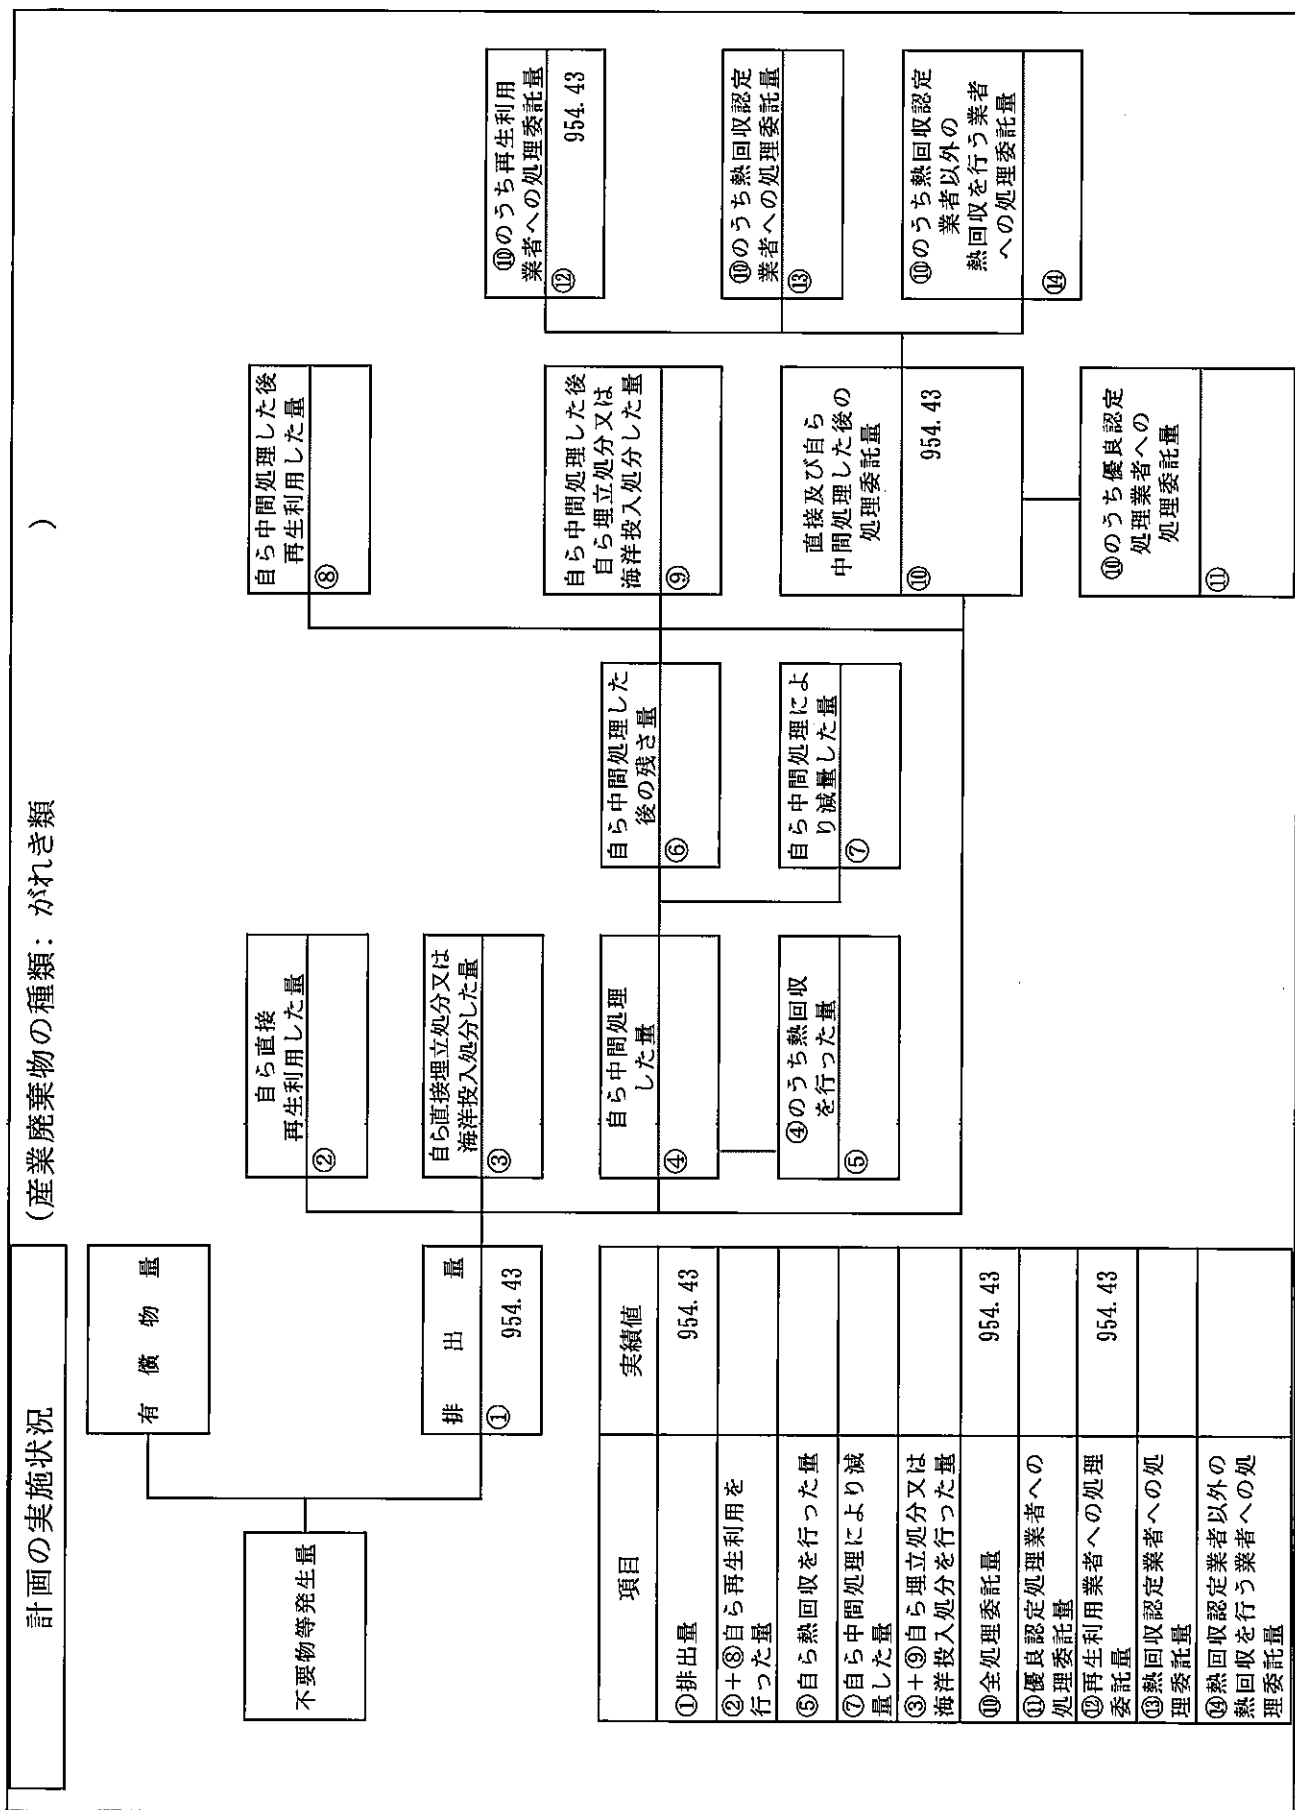 計画の実施状況
(産業廃棄物の種類: がれき類
)
不要物等発生量
有償物量
排出量
①
954.43
自ら直接
再生利用した量
②
自ら直接埋立処分又は
海洋投入処分した量
③
自ら中間処理
した量
④
④のうち熱回収
を行った量
⑤
自ら中間処理した
後の残さ量
⑥
自ら中間処理によ
り減量した量
⑦
自ら中間処理した後
再生利用した量
⑧
自ら中間処理した後
自ら埋立処分又は
海洋投入処分した量
⑨
直接及び自ら
中間処理した後の
処理委託量
⑩
954.43
⑩のうち優良認定
処理業者への
処理委託量
⑪
⑩のうち再生利用
業者への処理委託量
⑫
954.43
⑩のうち熱回収認定
業者への処理委託量
⑬
⑩のうち熱回収認定
業者以外の
熱回収を行う業者
への処理委託量
⑭
項目
実績値
①排出量
954.43
②+⑧自ら再生利用を
行った量
⑤自ら熱回収を行った量
⑦自ら中間処理により減
量した量
③+⑨自ら埋立処分又は
海洋投入処分を行った量
⑩全処理委託量
954.43
⑪優良認定処理業者への
処理委託量
⑫再生利用業者への処理
委託量
954.43
⑬熱回収認定業者への処
理委託量
⑭熱回収認定業者以外の
熱回収を行う業者への処
理委託量